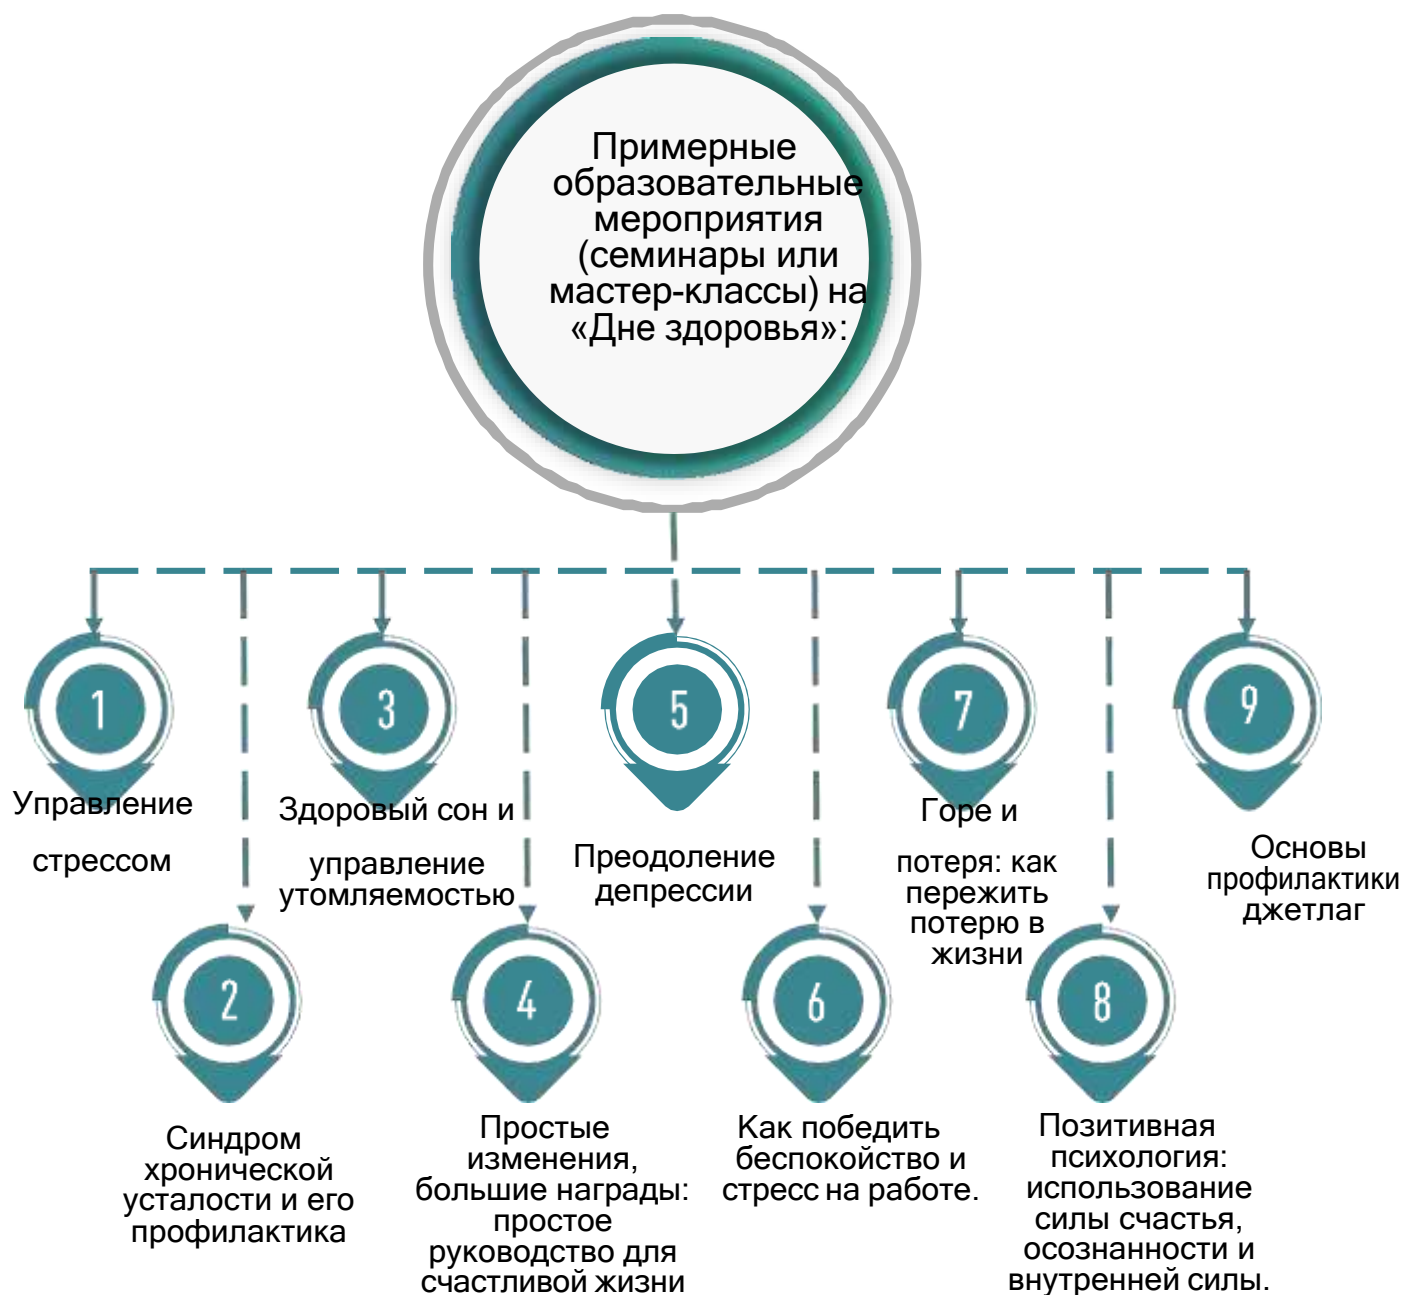 Примерные
образовательные
мероприятия
(семинары или
мастер-классы) на
«Дне здоровья»:
1
Управление
стрессом
2
Синдром
хронической
усталости и его
профилактика
3
Здоровый сон и
управление
утомляемостью
4
Простые
изменения,
большие награды:
простое
руководство для
счастливой жизни
5
Преодоление
депрессии
6
Как победить
беспокойство и
стресс на работе.
7
Горе и
потеря: как
пережить
потерю в
жизни
8
Позитивная
психология:
использование
силы счастья,
осознанности и
внутренней силы.
9
Основы
профилактики
джетлаг